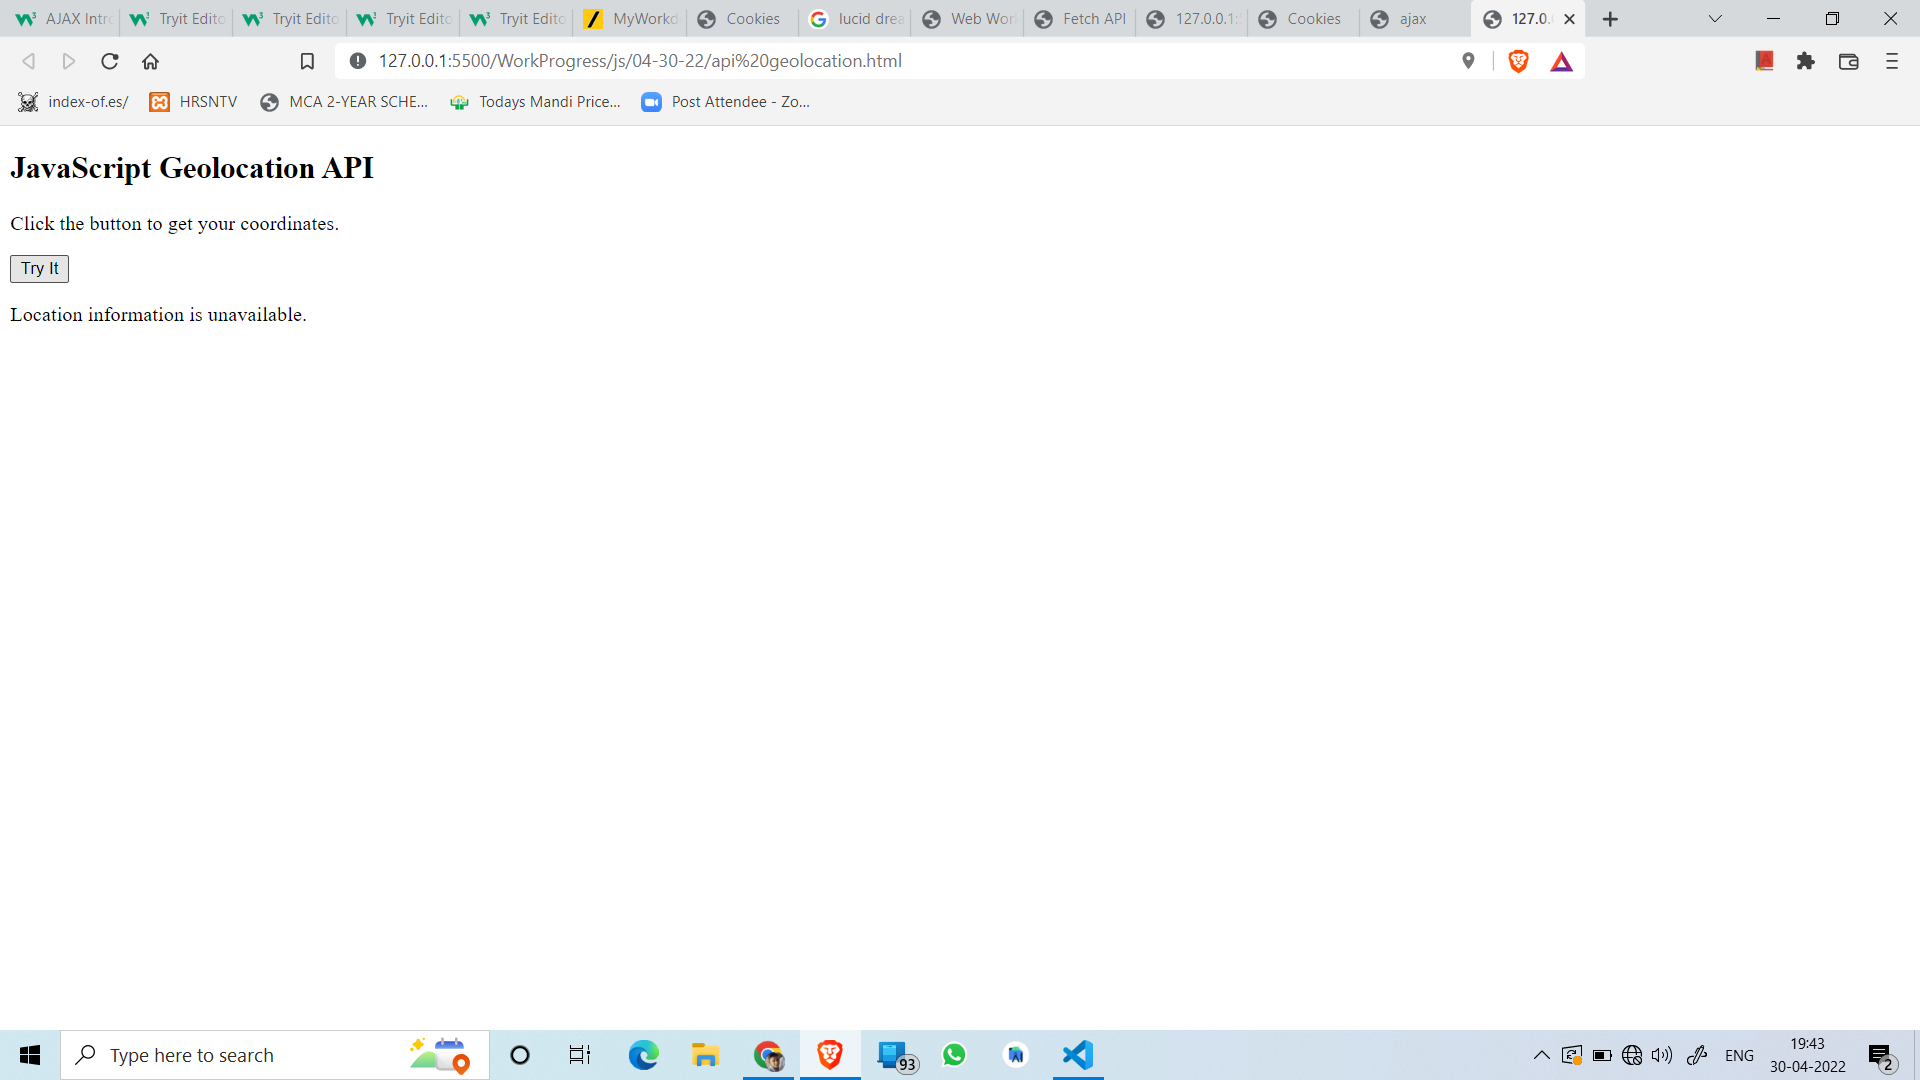 AJAX Intro
Tryit Edito
Tryit Edito
Tryit Edito
Tryit Edito
MyWorkd
Cookies
lucid drea
Web Wor
Fetch API
127.0.0.1:
Cookies
ajax
127.0.
127.0.0.1:5500/WorkProgress/js/04-30-22/api%20geolocation.html
index-of.es/
HRSNTV
MCA 2-YEAR SCHE...
Todays Mandi Price...
Post Attendee - Zo...
JavaScript Geolocation API
Click the button to get your coordinates.
Try It
Location information is unavailable.
Type here to search
93
ENG
19:43
30-04-2022
2